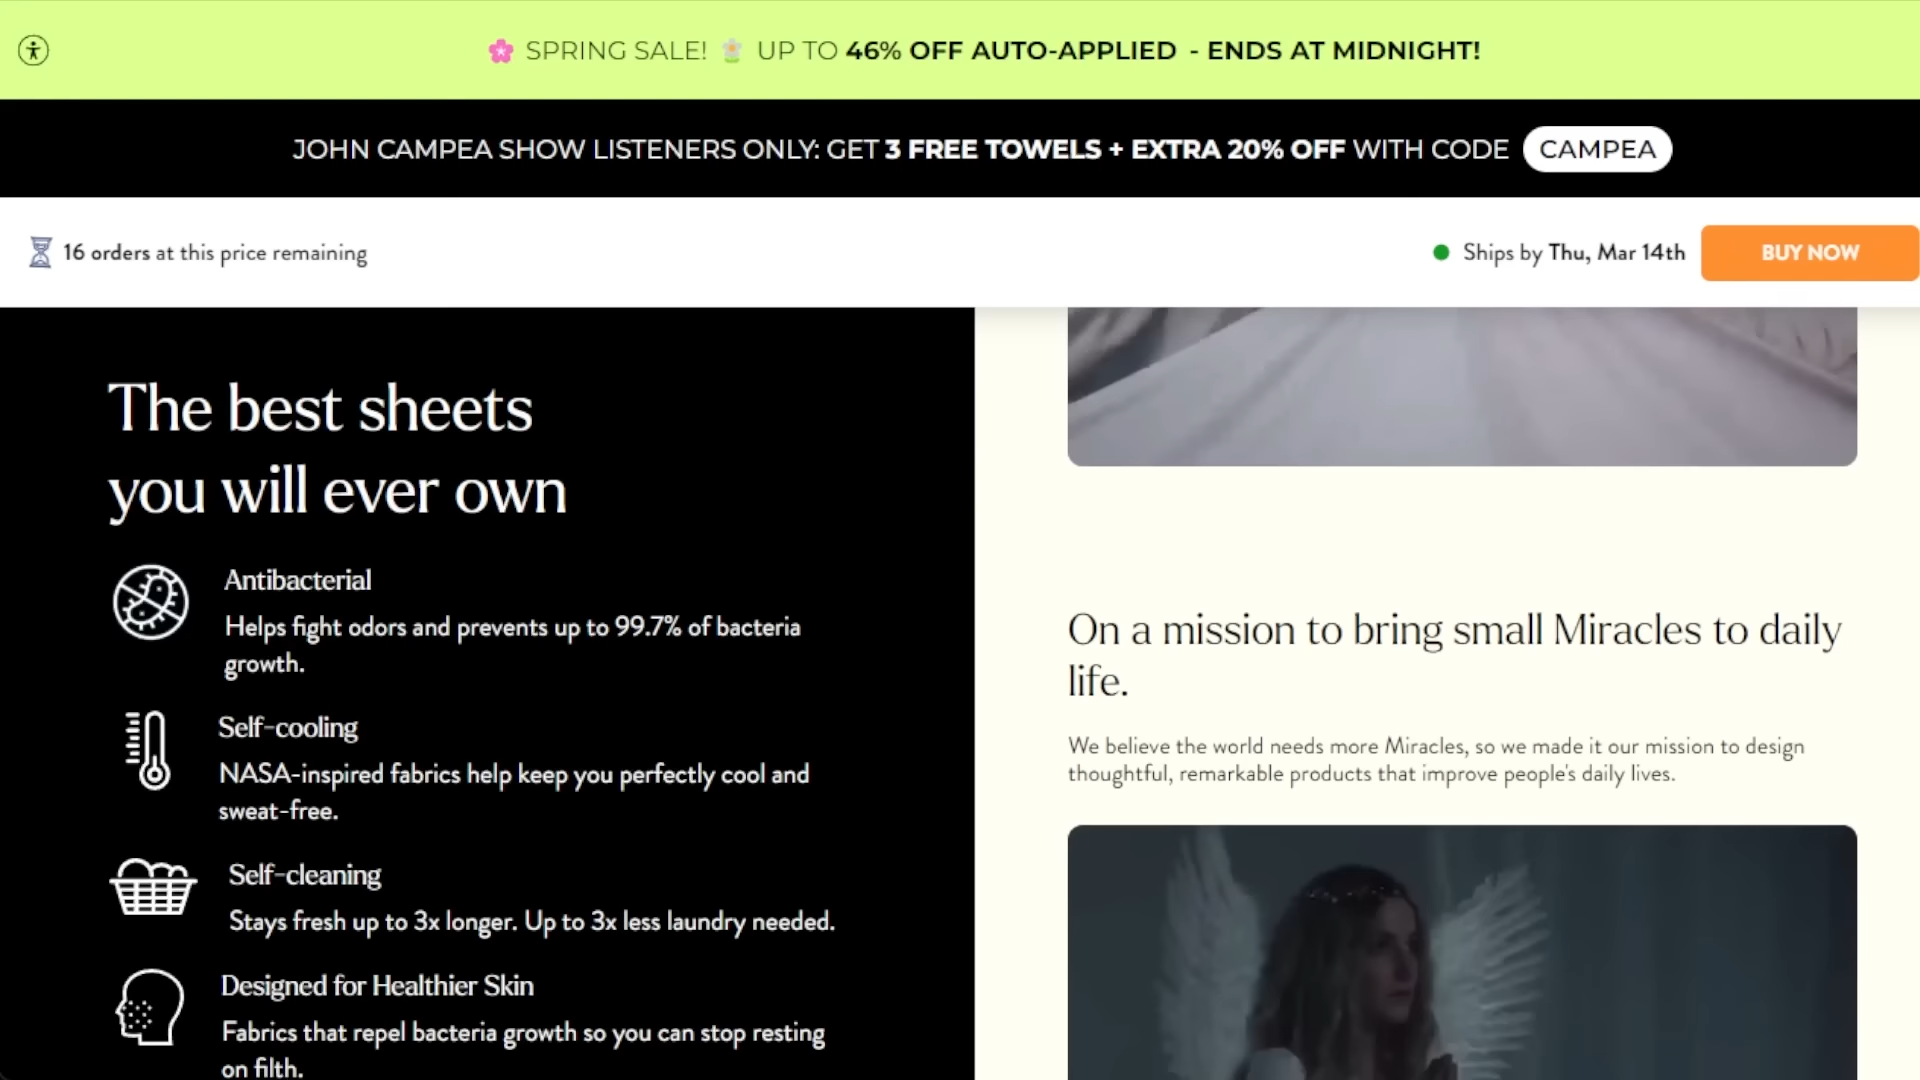 SPRING SALE! UP TO 46% OFF AUTO-APPLIED - ENDS AT MIDNIGHT!
JOHN CAMPEA SHOW LISTENERS ONLY: GET 3 FREE TOWELS + EXTRA 20% OFF WITH CODE CAMPEA
16 orders at this price remaining
Ships by Thu, Mar 14th
BUY NOW
The best sheets
you will ever own
Antibacterial
Helps fight odors and prevents up to 99.7% of bacteria
growth.
Self-cooling
NASA-inspired fabrics help keep you perfectly cool and
sweat-free.
Self-cleaning
Stays fresh up to 3x longer. Up to 3x less laundry needed.
Designed for Healthier Skin
Fabrics that repel bacteria growth so you can stop resting
on filth.
On a mission to bring small Miracles to daily
life.
We believe the world needs more Miracles, so we made it our mission to design
thoughtful, remarkable products that improve people's daily lives.